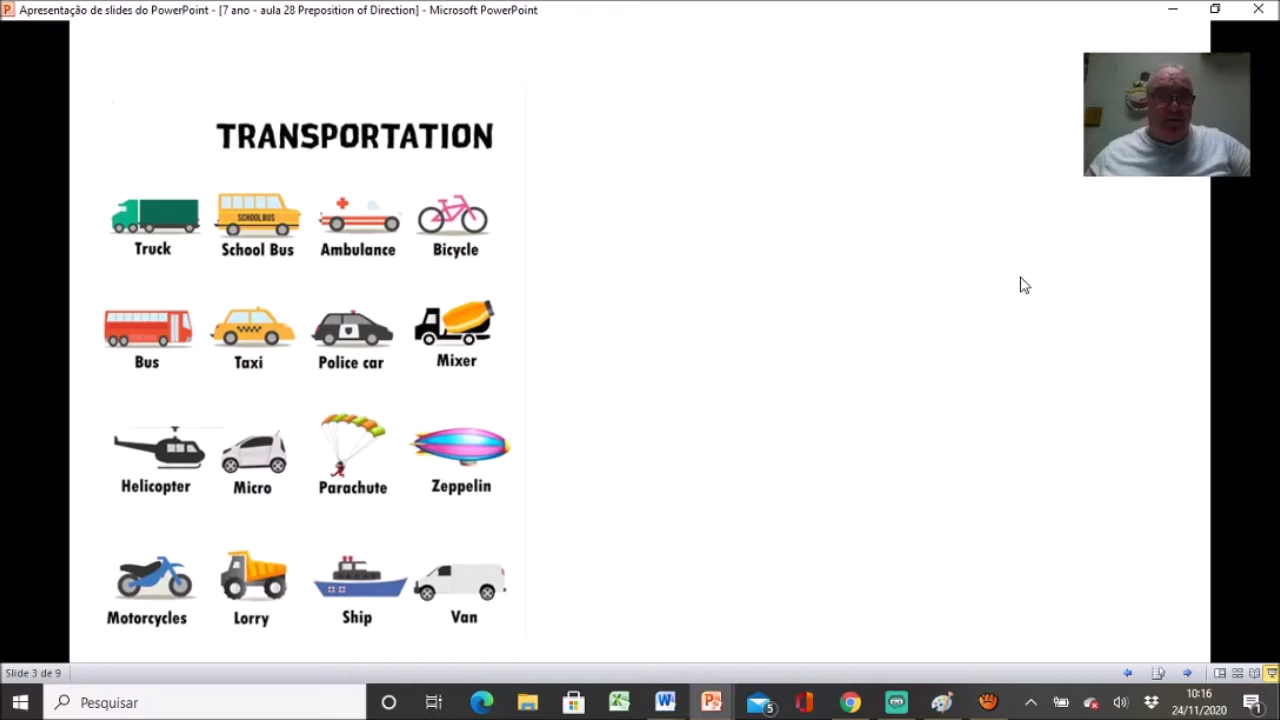 Apresentação de slides do PowerPoint - [7 ano - aula 28 Preposition of Direction] - Microsoft PowerPoint
TRANSPORTATION
SCHOOL BUS
Truck School Bus Ambulance Bicycle
Bus Taxi Police car Mixer
Helicopter Micro Parachute Zeppelin
Motorcycles Lorry Ship Van
Slide 3 de 9
Pesquisar
5
10:16
24/11/2020
1